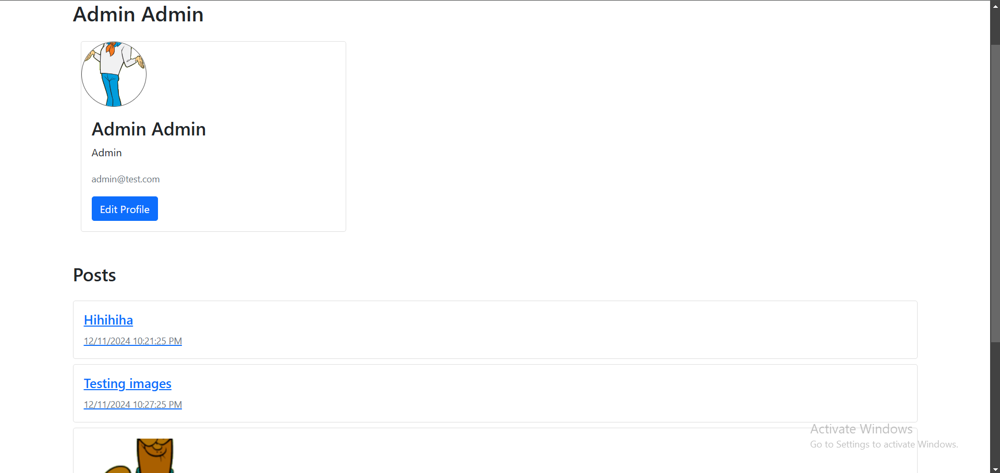 Admin Admin
Admin Admin
Admin
admin@test.com
Edit Profile
Posts
Hihihiha
12/11/2024 10:21:25 PM
Testing images
12/11/2024 10:27:25 PM
Activate Windows
Go to Settings to activate Windows.